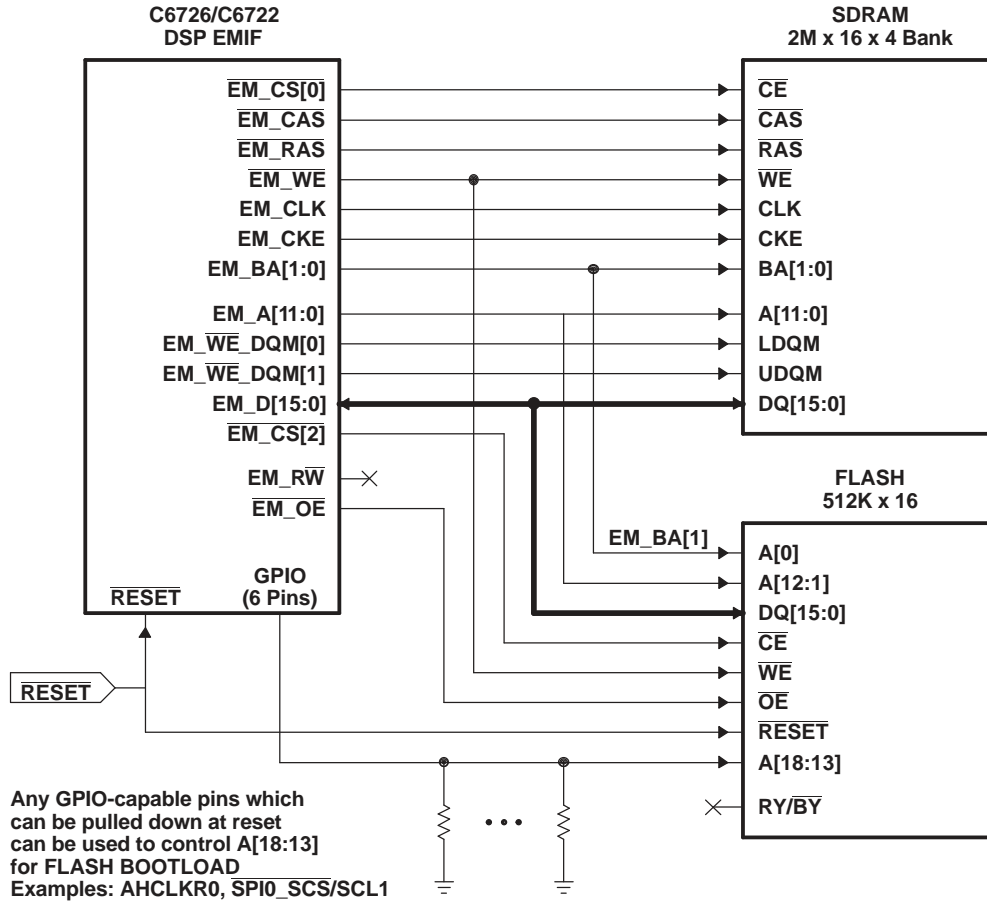 C6726/C6722
DSP EMIF
SDRAM
2M x 16 x 4 Bank
EM_CS[0]
EM_CAS
EM_RAS
EM_WE
EM_CLK
EM_CKE
EM_BA[1:0]
EM_A[11:0]
EM_WE_DQM[0]
EM_WE_DQM[1]
EM_D[15:0]
EM_CS[2]
EM_RW
EM_OE
GPIO
(6 Pins)
RESET
CE
CAS
RAS
WE
CLK
CKE
BA[1:0]
A[11:0]
LDQM
UDQM
DQ[15:0]
FLASH
512K x 16
EM_BA[1]
A[0]
A[12:1]
DQ[15:0]
CE
WE
OE
RESET
A[18:13]
RY/BY
RESET
Any GPIO-capable pins which
can be pulled down at reset
can be used to control A[18:13]
for FLASH BOOTLOAD
Examples: AHCLKR0, SPI0_SCS/SCL1